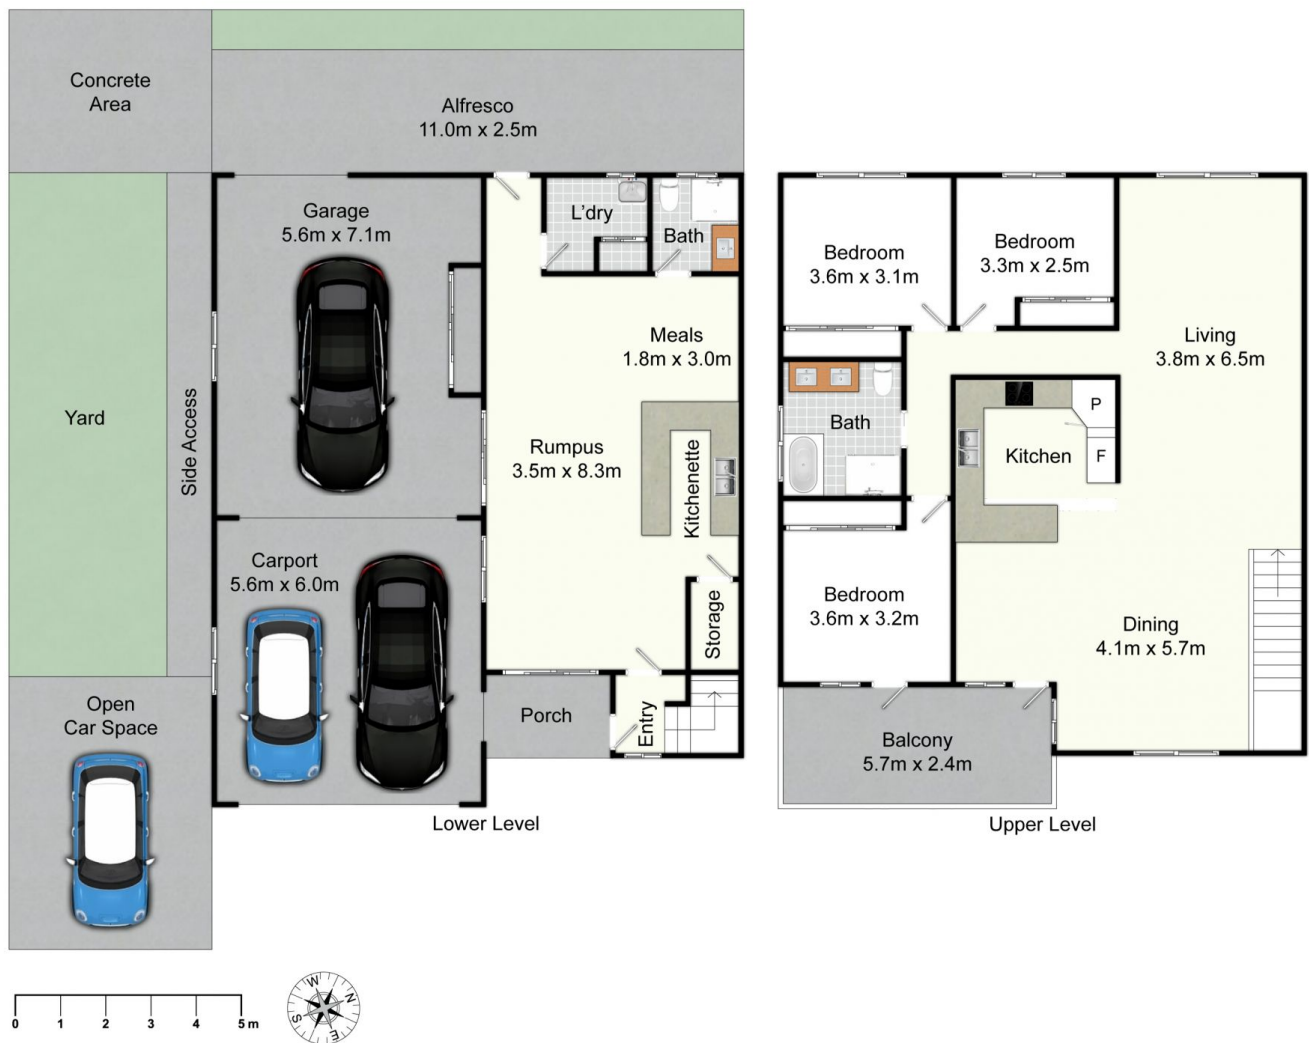 Concrete
Area
Alfresco
11.0m x 2.5m
Garage
5.6m x 7.1m
L'dry
Bath
Meals
1.8m x 3.0m
Yard
Side Access
Rumpus
3.5m x 8.3m
Kitchenette
Carport
5.6m x 6.0m
Storage
Open
Car Space
Porch
Entry
Lower Level
Bedroom
3.6m x 3.1m
Bedroom
3.3m x 2.5m
Living
3.8m x 6.5m
Bath
P
Kitchen
F
Bedroom
3.6m x 3.2m
Dining
4.1m x 5.7m
Balcony
5.7m x 2.4m
Upper Level
0 1 2 3 4 5 m
W
N
S
E